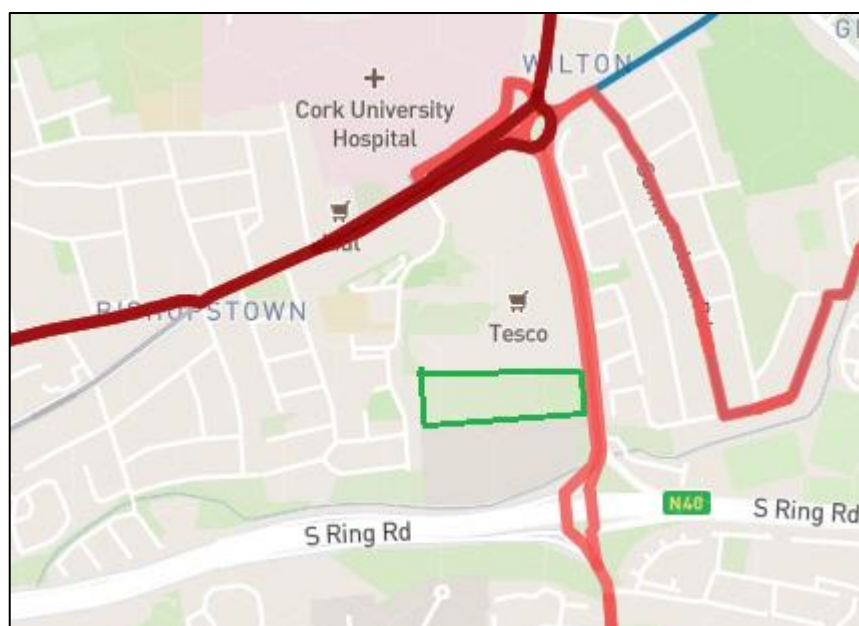 WILTON
Cork University
Hospital
BISHOPSTOWN
Tesco
N40
S Ring Rd
S Ring Rd